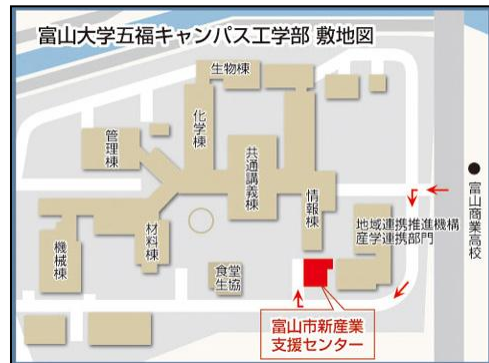 富山大学五福キャンパス工学部 敷地図
生物棟
化学棟
管理棟
共通講義棟
情報棟
材料棟
機械棟
食堂
生協
地域連携推進機構
産学連携部門
●富山商業高校
富山市新産業
支援センター